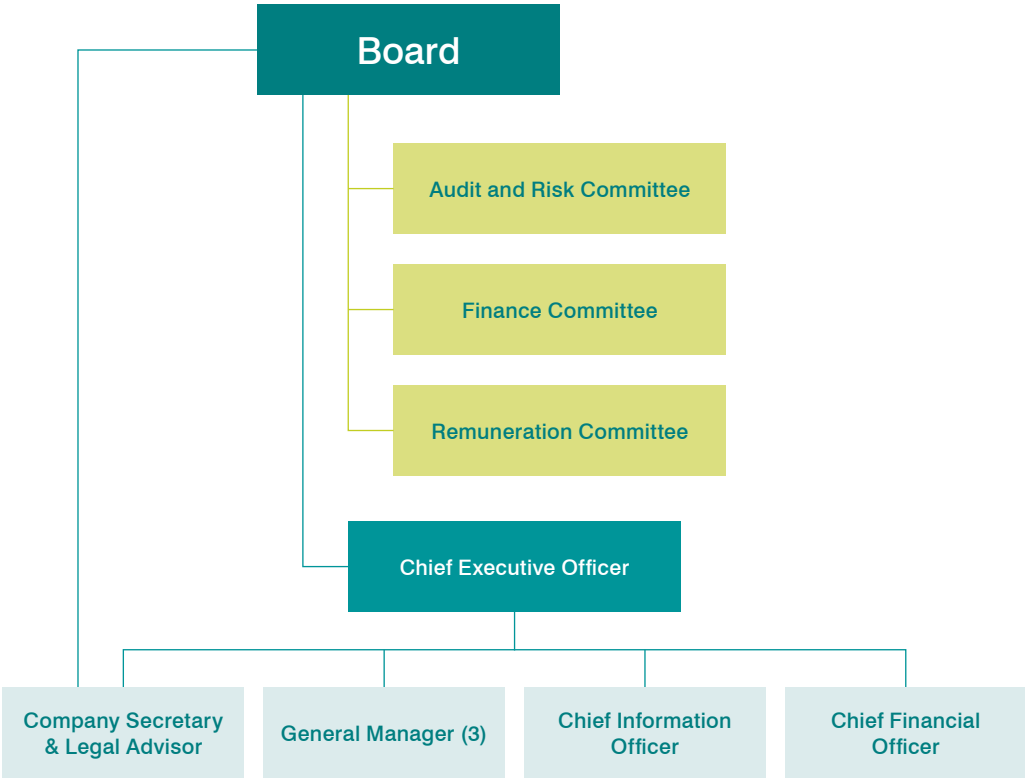 Board
Audit and Risk Committee
Finance Committee
Remuneration Committee
Chief Executive Officer
Company Secretary
& Legal Advisor
General Manager (3)
Chief Information
Officer
Chief Financial
Officer